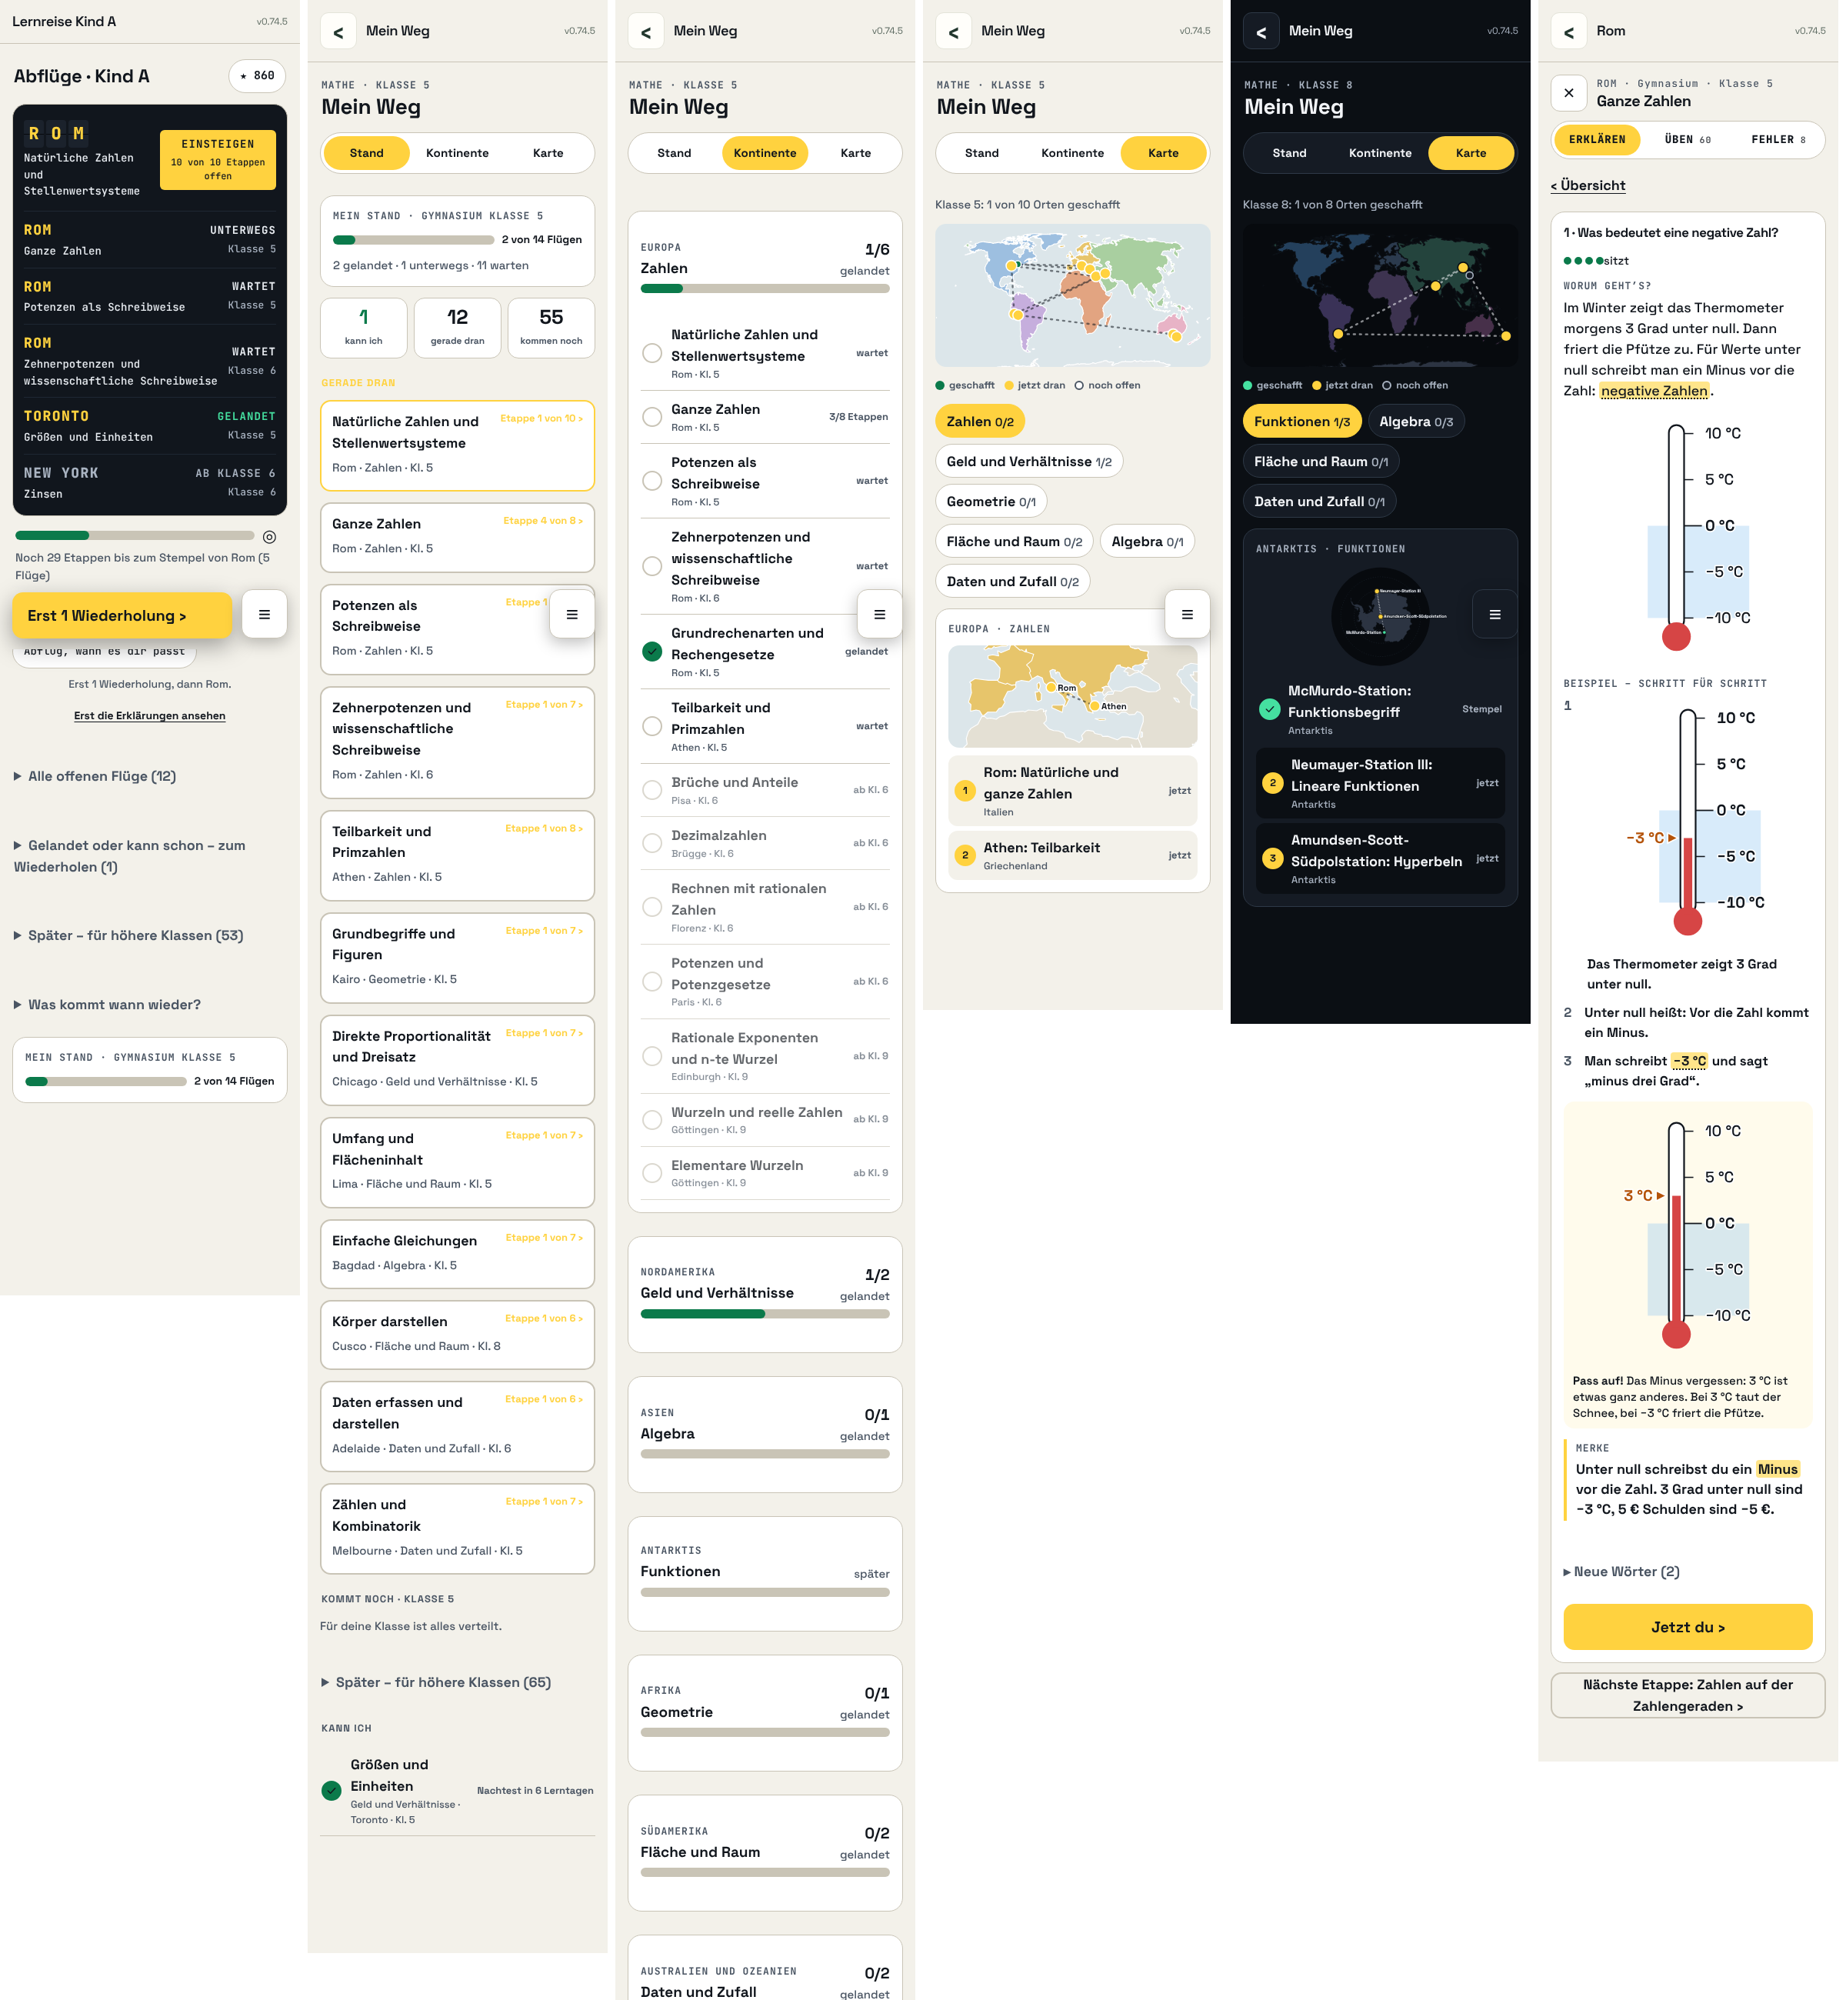 Lernreise Kind A
v0.74.5
Abflüge · Kind A
★ 860
ROM
Natürliche Zahlen
und
Stellenwertsysteme
EINSTEIGEN
10 von 10 Etappen
offen
ROM
UNTERWEGS
Ganze Zahlen
Klasse 5
ROM
WARTET
Potenzen als Schreibweise
Klasse 5
ROM
WARTET
Zehnerpotenzen und
wissenschaftliche Schreibweise
Klasse 6
TORONTO
GELANDET
Größen und Einheiten
Klasse 5
NEW YORK
AB KLASSE 6
Zinsen
Klasse 6
Noch 29 Etappen bis zum Stempel von Rom (5
Flüge)
Erst 1 Wiederholung >
≡
Abflug, wann es dir passt
Erst 1 Wiederholung, dann Rom.
Erst die Erklärungen ansehen
▶ Alle offenen Flüge (12)
▶ Gelandet oder kann schon – zum
Wiederholen (1)
▶ Später – für höhere Klassen (53)
▶ Was kommt wann wieder?
MEIN STAND · GYMNASIUM KLASSE 5
2 von 14 Flügen
< Mein Weg
v0.74.5
MATHE · KLASSE 5
Mein Weg
Stand Kontinente Karte
MEIN STAND · GYMNASIUM KLASSE 5
2 von 14 Flügen
2 gelandet · 1 unterwegs · 11 warten
1
kann ich
12
gerade dran
55
kommen noch
GERADE DRAN
Natürliche Zahlen und
Stellenwertsysteme
Etappe 1 von 10 >
Rom · Zahlen · Kl. 5
Ganze Zahlen
Etappe 4 von 8 >
Rom · Zahlen · Kl. 5
Potenzen als
Schreibweise
Etappe 1
≡
Rom · Zahlen · Kl. 5
Zehnerpotenzen und
wissenschaftliche
Schreibweise
Etappe 1 von 7 >
Rom · Zahlen · Kl. 6
Teilbarkeit und
Primzahlen
Etappe 1 von 8 >
Athen · Zahlen · Kl. 5
Grundbegriffe und
Figuren
Etappe 1 von 7 >
Kairo · Geometrie · Kl. 5
Direkte Proportionalität
und Dreisatz
Etappe 1 von 7 >
Chicago · Geld und Verhältnisse · Kl. 5
Umfang und
Flächeninhalt
Etappe 1 von 7 >
Lima · Fläche und Raum · Kl. 5
Einfache Gleichungen
Etappe 1 von 7 >
Bagdad · Algebra · Kl. 5
Körper darstellen
Etappe 1 von 6 >
Cusco · Fläche und Raum · Kl. 8
Daten erfassen und
darstellen
Etappe 1 von 6 >
Adelaide · Daten und Zufall · Kl. 6
Zählen und
Kombinatorik
Etappe 1 von 7 >
Melbourne · Daten und Zufall · Kl. 5
KOMMT NOCH · KLASSE 5
Für deine Klasse ist alles verteilt.
▶ Später – für höhere Klassen (65)
KANN ICH
Größen und
Einheiten
Geld und Verhältnisse ·
Toronto · Kl. 5
Nachtest in 6 Lerntagen
< Mein Weg
v0.74.5
MATHE · KLASSE 5
Mein Weg
Stand Kontinente Karte
EUROPA
Zahlen
1/6
gelandet
Natürliche Zahlen und
Stellenwertsysteme
Rom · Kl. 5
wartet
Ganze Zahlen
Rom · Kl. 5
3/8 Etappen
Potenzen als
Schreibweise
Rom · Kl. 5
wartet
Zehnerpotenzen und
wissenschaftliche
Schreibweise
Rom · Kl. 6
wartet
≡
Grundrechenarten und
Rechengesetze
Rom · Kl. 5
gelandet
Teilbarkeit und
Primzahlen
Athen · Kl. 5
wartet
Brüche und Anteile
Pisa · Kl. 6
ab Kl. 6
Dezimalzahlen
Brügge · Kl. 6
ab Kl. 6
Rechnen mit rationalen
Zahlen
Florenz · Kl. 6
ab Kl. 6
Potenzen und
Potenzgesetze
Paris · Kl. 6
ab Kl. 6
Rationale Exponenten
und n-te Wurzel
Edinburgh · Kl. 9
ab Kl. 9
Wurzeln und reelle Zahlen
Göttingen · Kl. 9
ab Kl. 9
Elementare Wurzeln
Göttingen · Kl. 9
ab Kl. 9
NORDAMERIKA
Geld und Verhältnisse
1/2
gelandet
ASIEN
Algebra
0/1
gelandet
ANTARKTIS
Funktionen
später
AFRIKA
Geometrie
0/1
gelandet
SÜDAMERIKA
Fläche und Raum
0/2
gelandet
AUSTRALIEN UND OZEANIEN
Daten und Zufall
0/2
gelandet
< Mein Weg
v0.74.5
MATHE · KLASSE 5
Mein Weg
Stand Kontinente Karte
Klasse 5: 1 von 10 Orten geschafft
geschafft jetzt dran noch offen
Zahlen 0/2
Geld und Verhältnisse 1/2
Geometrie 0/1
Fläche und Raum 0/2 Algebra 0/1
Daten und Zufall 0/2
≡
EUROPA · ZAHLEN
Rom
Athen
1
Rom: Natürliche und
ganze Zahlen
Italien
jetzt
2
Athen: Teilbarkeit
Griechenland
jetzt
< Mein Weg
v0.74.5
MATHE · KLASSE 8
Mein Weg
Stand Kontinente Karte
Klasse 8: 1 von 8 Orten geschafft
geschafft jetzt dran noch offen
Funktionen 1/3 Algebra 0/3
Fläche und Raum 0/1
Daten und Zufall 0/1
ANTARKTIS · FUNKTIONEN
Neumayer-Station III
Amundsen-Scott-Südpolstation
McMurdo-Station
≡
McMurdo-Station:
Funktionsbegriff
Antarktis
Stempel
2
Neumayer-Station III:
Lineare Funktionen
Antarktis
jetzt
3
Amundsen-Scott-
Südpolstation: Hyperbeln
Antarktis
jetzt
< Rom
v0.74.5
×
ROM · Gymnasium · Klasse 5
Ganze Zahlen
ERKLÄREN ÜBEN 60 FEHLER 8
< Übersicht
1 · Was bedeutet eine negative Zahl?
sitzt
WORUM GEHT'S?
Im Winter zeigt das Thermometer
morgens 3 Grad unter null. Dann
friert die Pfütze zu. Für Werte unter
null schreibt man ein Minus vor die
Zahl: negative Zahlen.
10 °C
5 °C
0 °C
−5 °C
−10 °C
BEISPIEL – SCHRITT FÜR SCHRITT
1
10 °C
5 °C
0 °C
−3 °C ▶
−5 °C
−10 °C
Das Thermometer zeigt 3 Grad
unter null.
2 Unter null heißt: Vor die Zahl kommt
ein Minus.
3 Man schreibt −3 °C und sagt
„minus drei Grad“.
10 °C
5 °C
3 °C ▶
0 °C
−5 °C
−10 °C
Pass auf! Das Minus vergessen: 3 °C ist
etwas ganz anderes. Bei 3 °C taut der
Schnee, bei −3 °C friert die Pfütze.
MERKE
Unter null schreibst du ein Minus
vor die Zahl. 3 Grad unter null sind
−3 °C, 5 € Schulden sind −5 €.
▶ Neue Wörter (2)
Jetzt du >
Nächste Etappe: Zahlen auf der
Zahlengeraden >